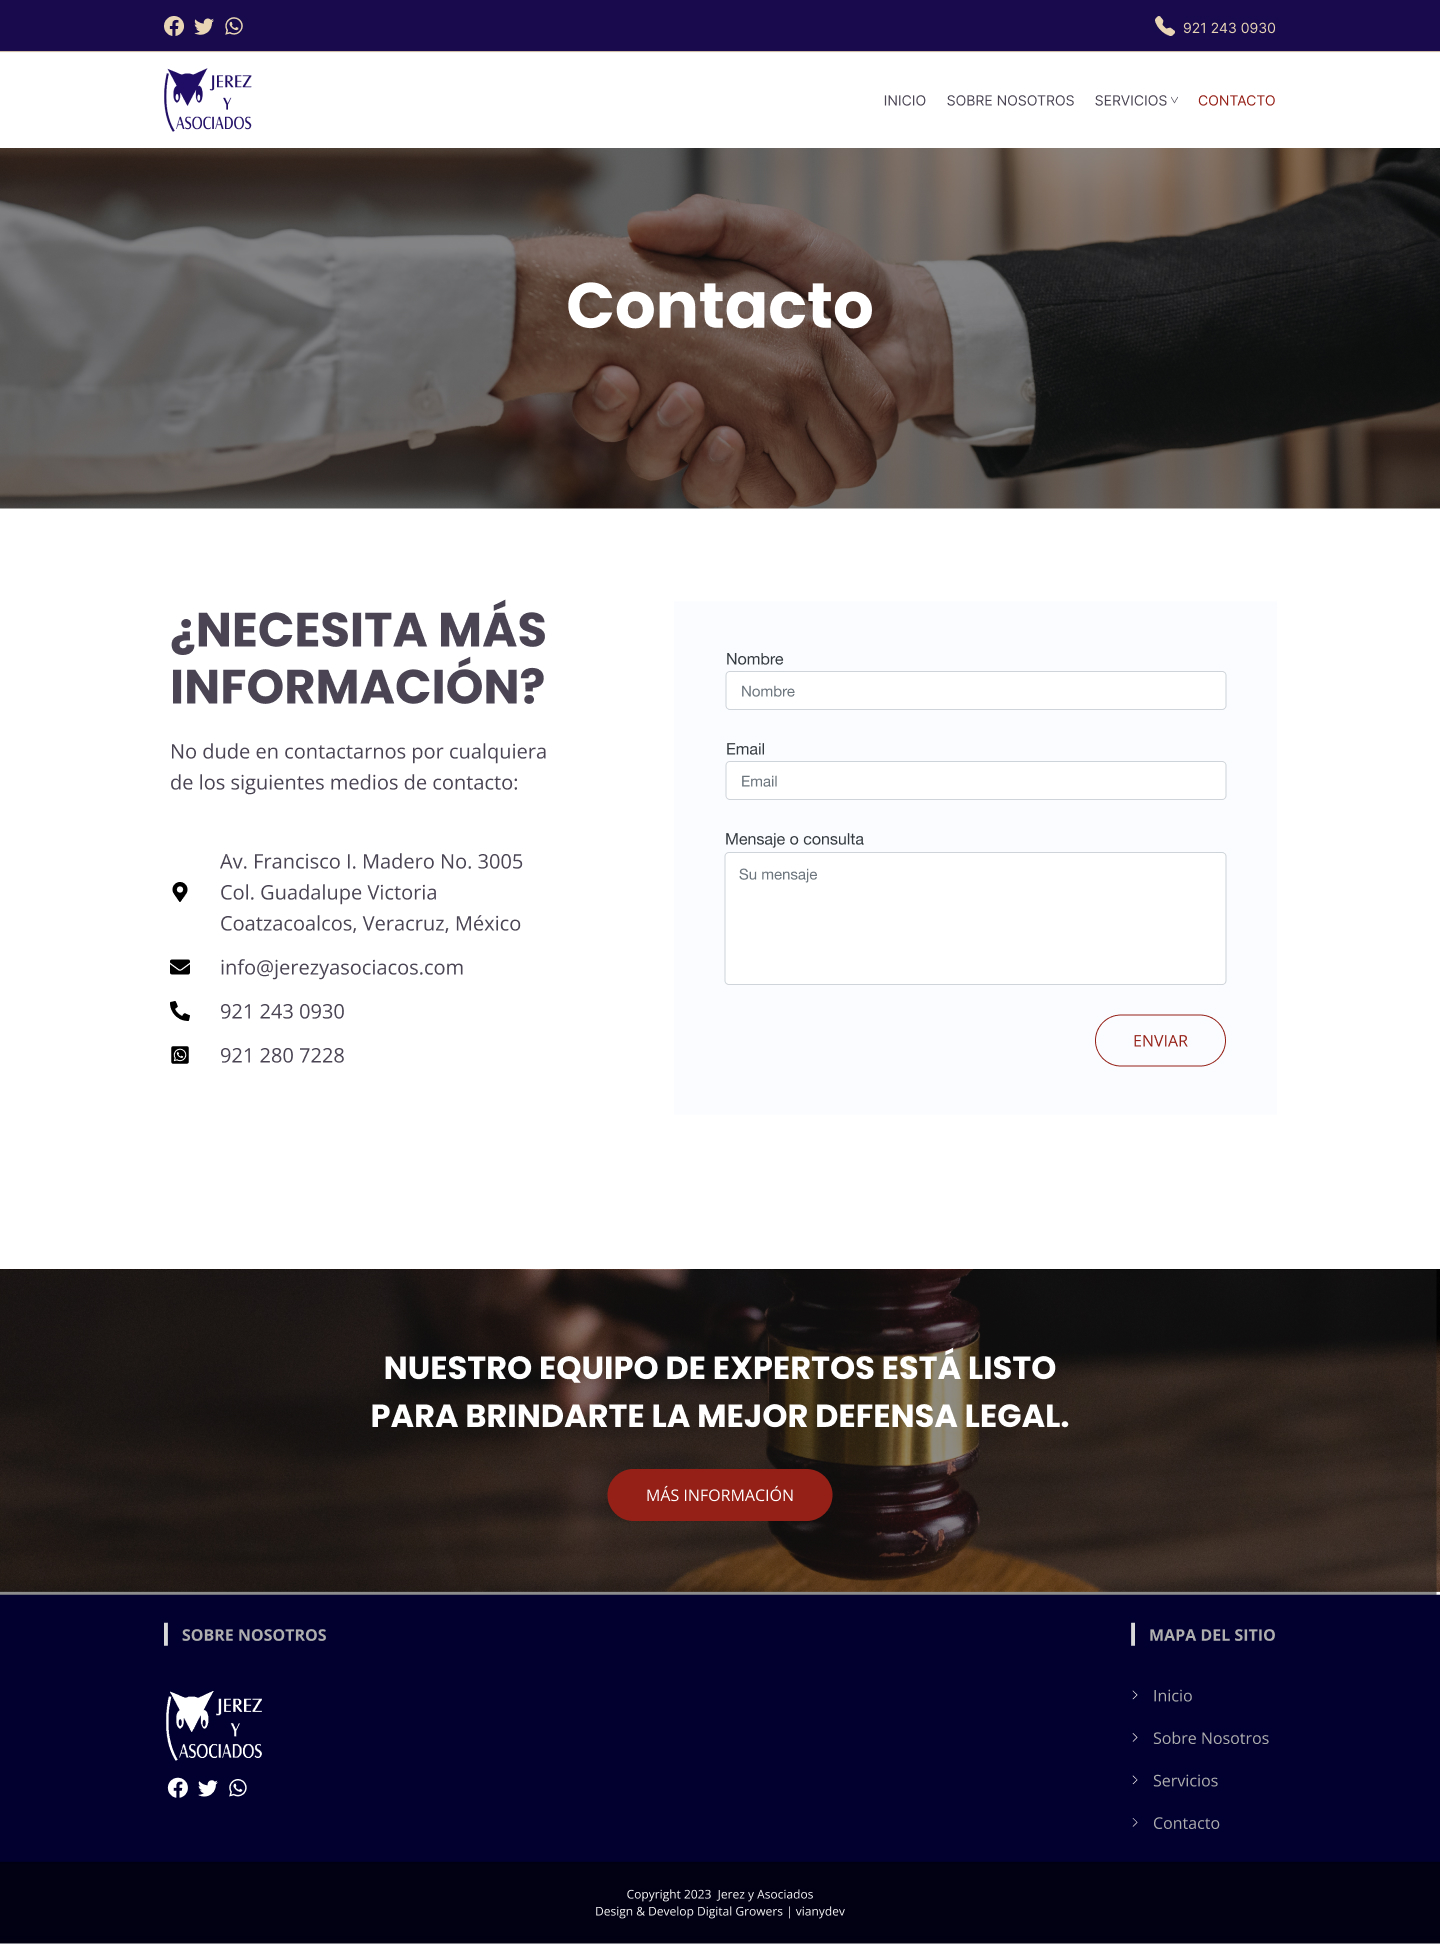 921 243 0930
JEREZ
Y
ASOCIADOS
INICIO SOBRE NOSOTROS SERVICIOS CONTACTO
Contacto
¿NECESITA MÁS
INFORMACIÓN?
No dude en contactarnos por cualquiera
de los siguientes medios de contacto:
Av. Francisco I. Madero No. 3005
Col. Guadalupe Victoria
Coatzacoalcos, Veracruz, México
info@jerezyasociacos.com
921 243 0930
921 280 7228
Nombre
Nombre
Email
Email
Mensaje o consulta
Su mensaje
ENVIAR
NUESTRO EQUIPO DE EXPERTOS ESTÁ LISTO
PARA BRINDARTE LA MEJOR DEFENSA LEGAL.
MÁS INFORMACIÓN
SOBRE NOSOTROS
JEREZ
Y
ASOCIADOS
MAPA DEL SITIO
Inicio
Sobre Nosotros
Servicios
Contacto
Copyright 2023 Jerez y Asociados
Design & Develop Digital Growers | vianydev